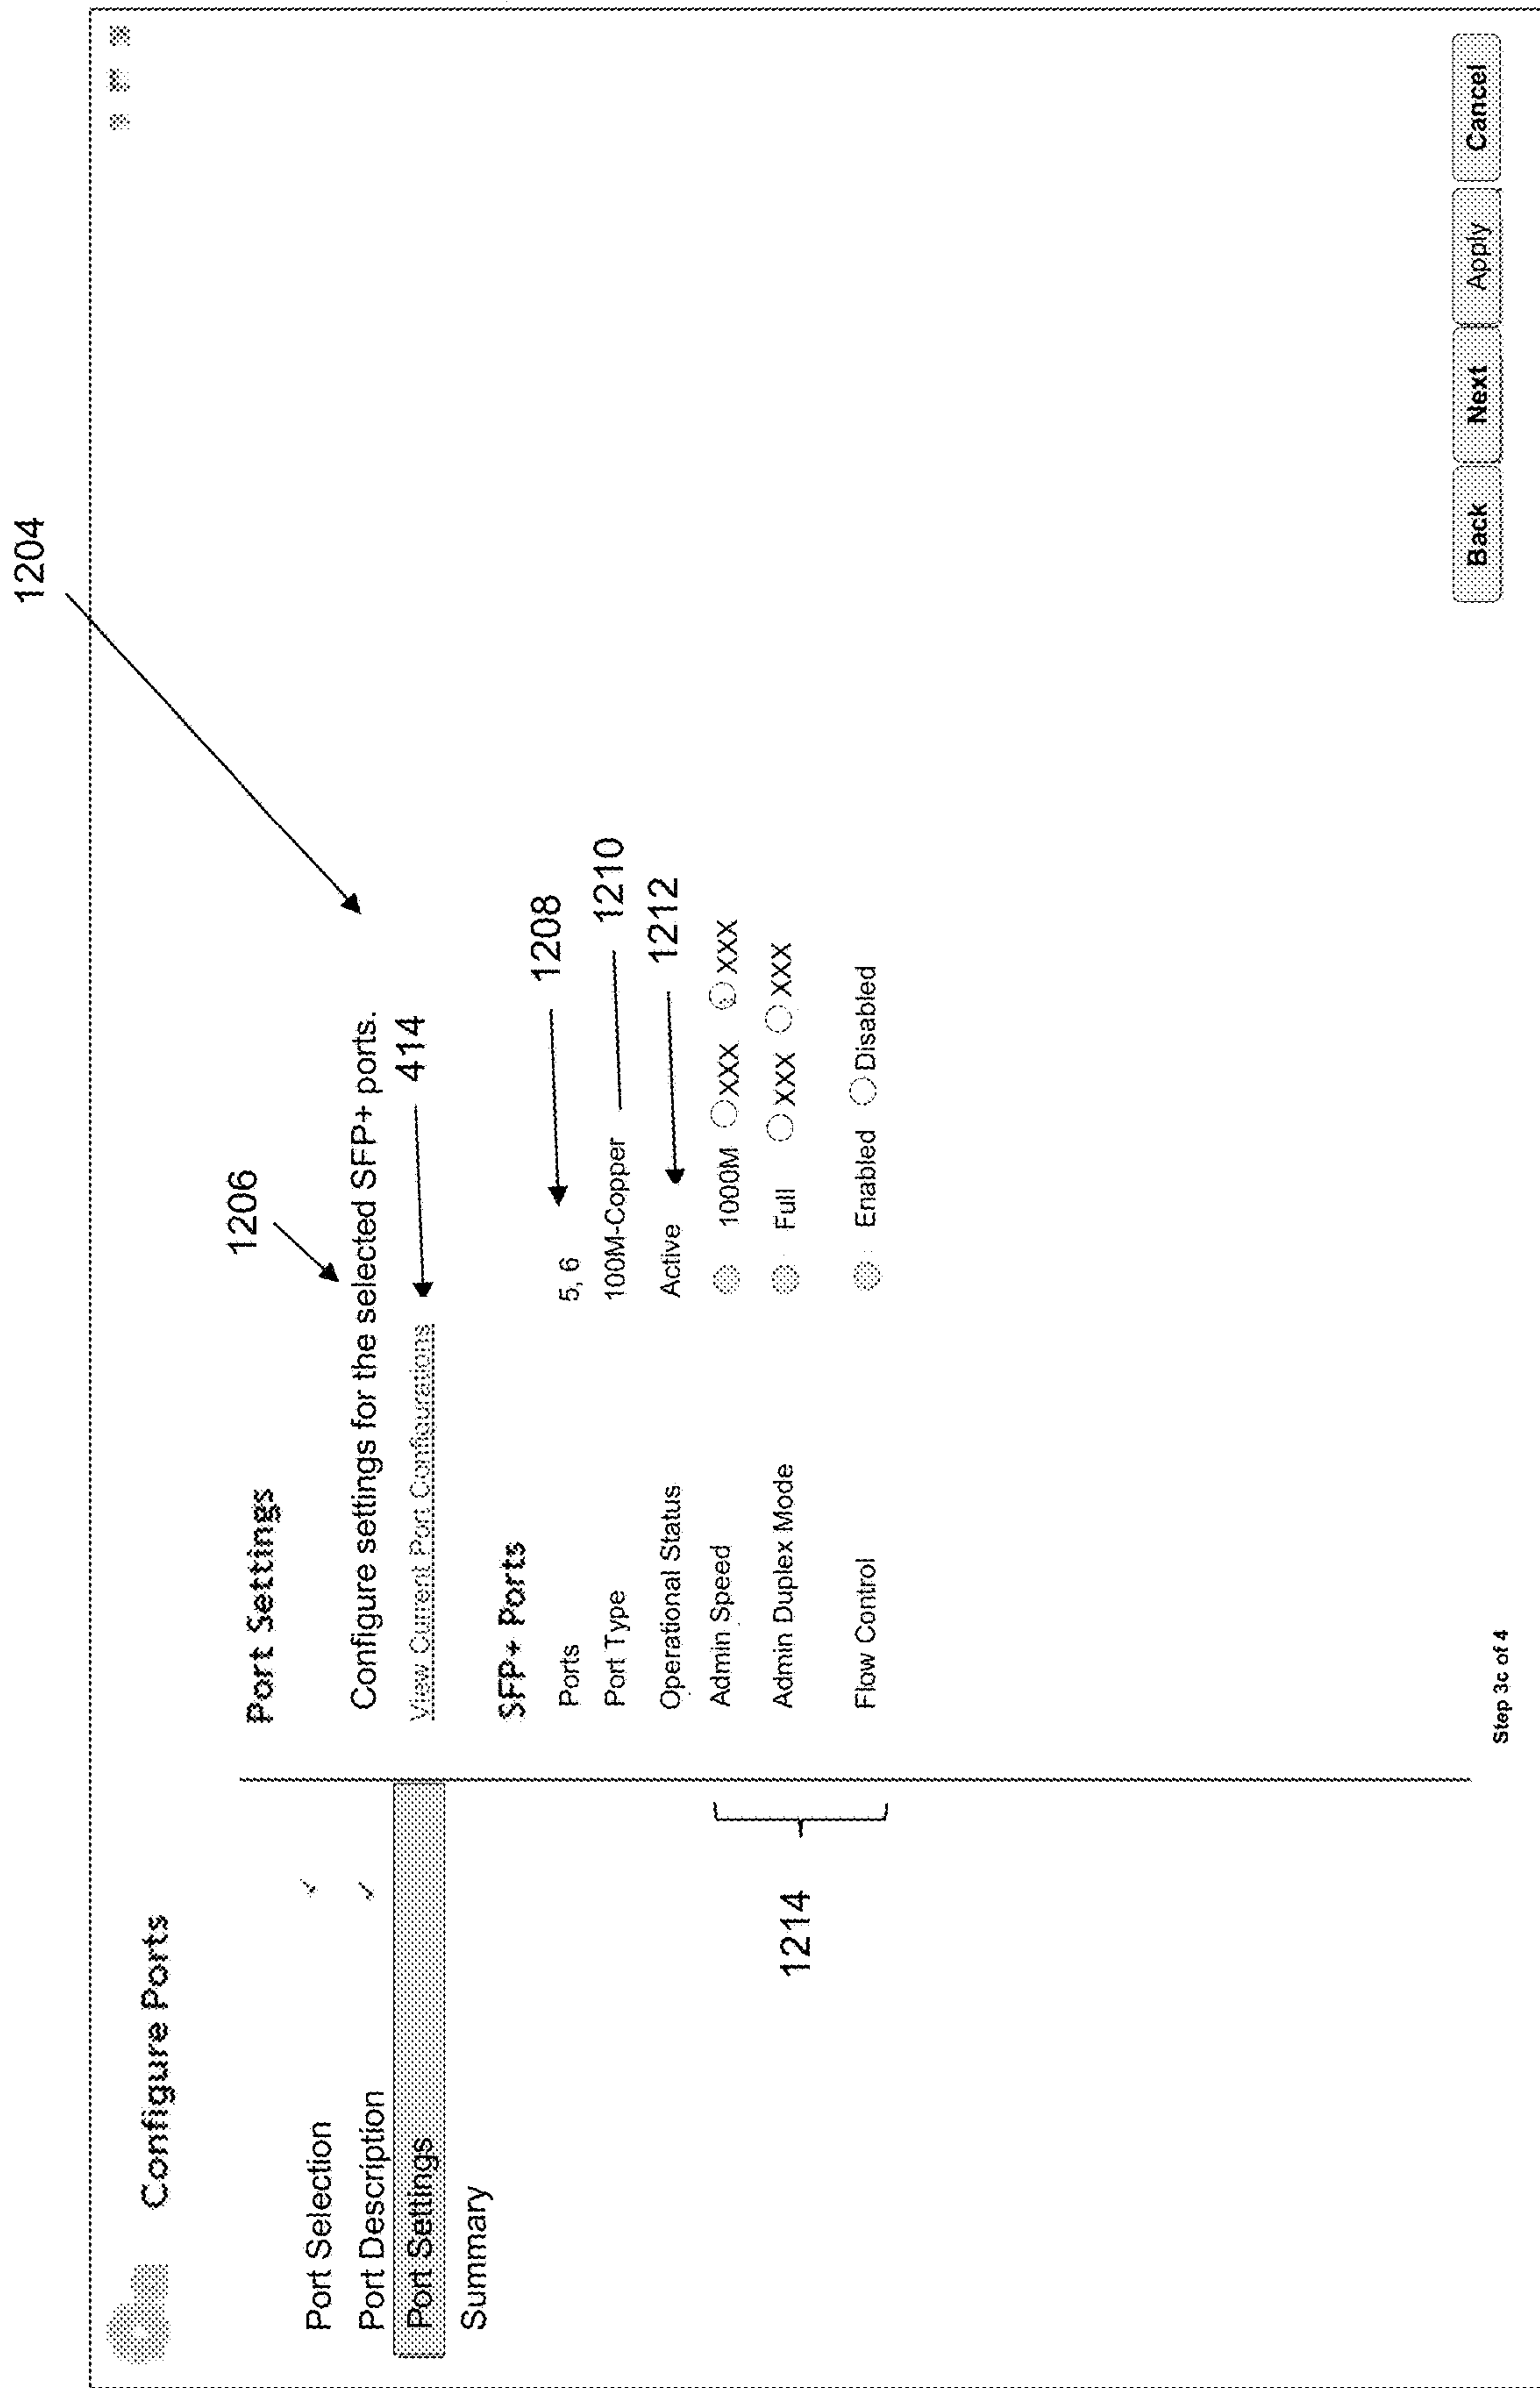 1204
Configure Ports
Port Selection ✓
Port Description ✓
Port Settings
Summary
1214
Port Settings
1206
Configure settings for the selected SFP+ ports.
View Current Port Configurations
414
SFP+ Ports
Ports 5, 6 1208
Port Type 100M-Copper 1210
Operational Status Active 1212
Admin Speed 1000M XXX XXX
Admin Duplex Mode Full XXX XXX
Flow Control Enabled Disabled
Step 3c of 4
Back Next Apply Cancel